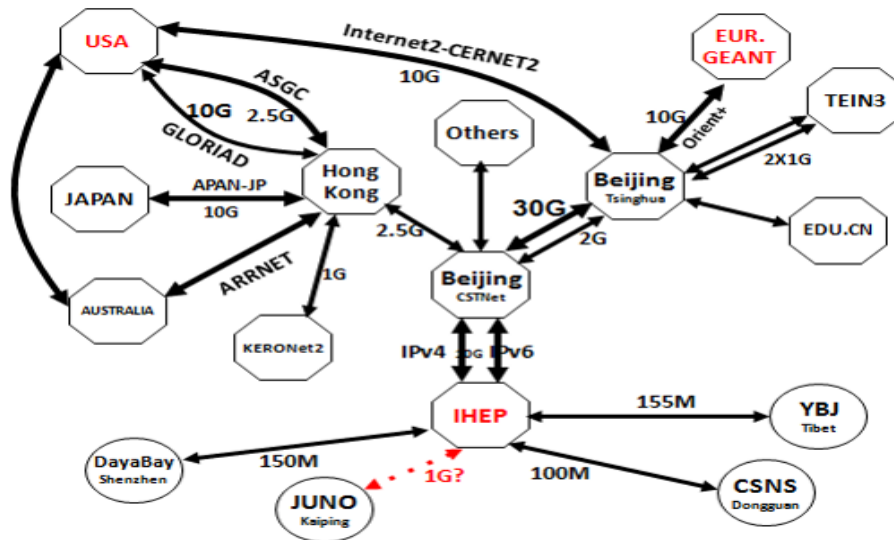 USA
Internet2-CERNET2
10G
EUR.
GEANT
ASGC
10G
2.5G
GLORIAD
Others
10G
Orient+
TEIN3
2X1G
Hong
Kong
Beijing
Tsinghua
JAPAN
APAN-JP
10G
30G
2G
EDU.CN
2.5G
ARRNET
1G
AUSTRALIA
Beijing
CSTNet
KERONet2
IPv4
IPv6
IHEP
155M
YBJ
Tibet
DayaBay
Shenzhen
150M
1G?
100M
CSNS
Dongguan
JUNO
Kaiping